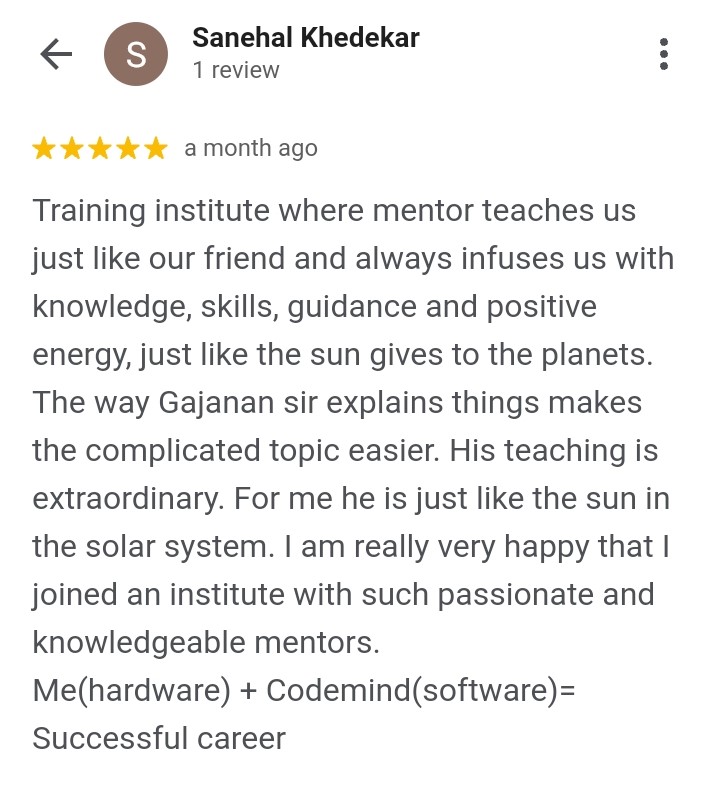 Sanehal Khedekar
1 review
a month ago
Training institute where mentor teaches us
just like our friend and always infuses us with
knowledge, skills, guidance and positive
energy, just like the sun gives to the planets.
The way Gajanan sir explains things makes
the complicated topic easier. His teaching is
extraordinary. For me he is just like the sun in
the solar system. I am really very happy that I
joined an institute with such passionate and
knowledgeable mentors.
Me(hardware) + Codemind(software)=
Successful career